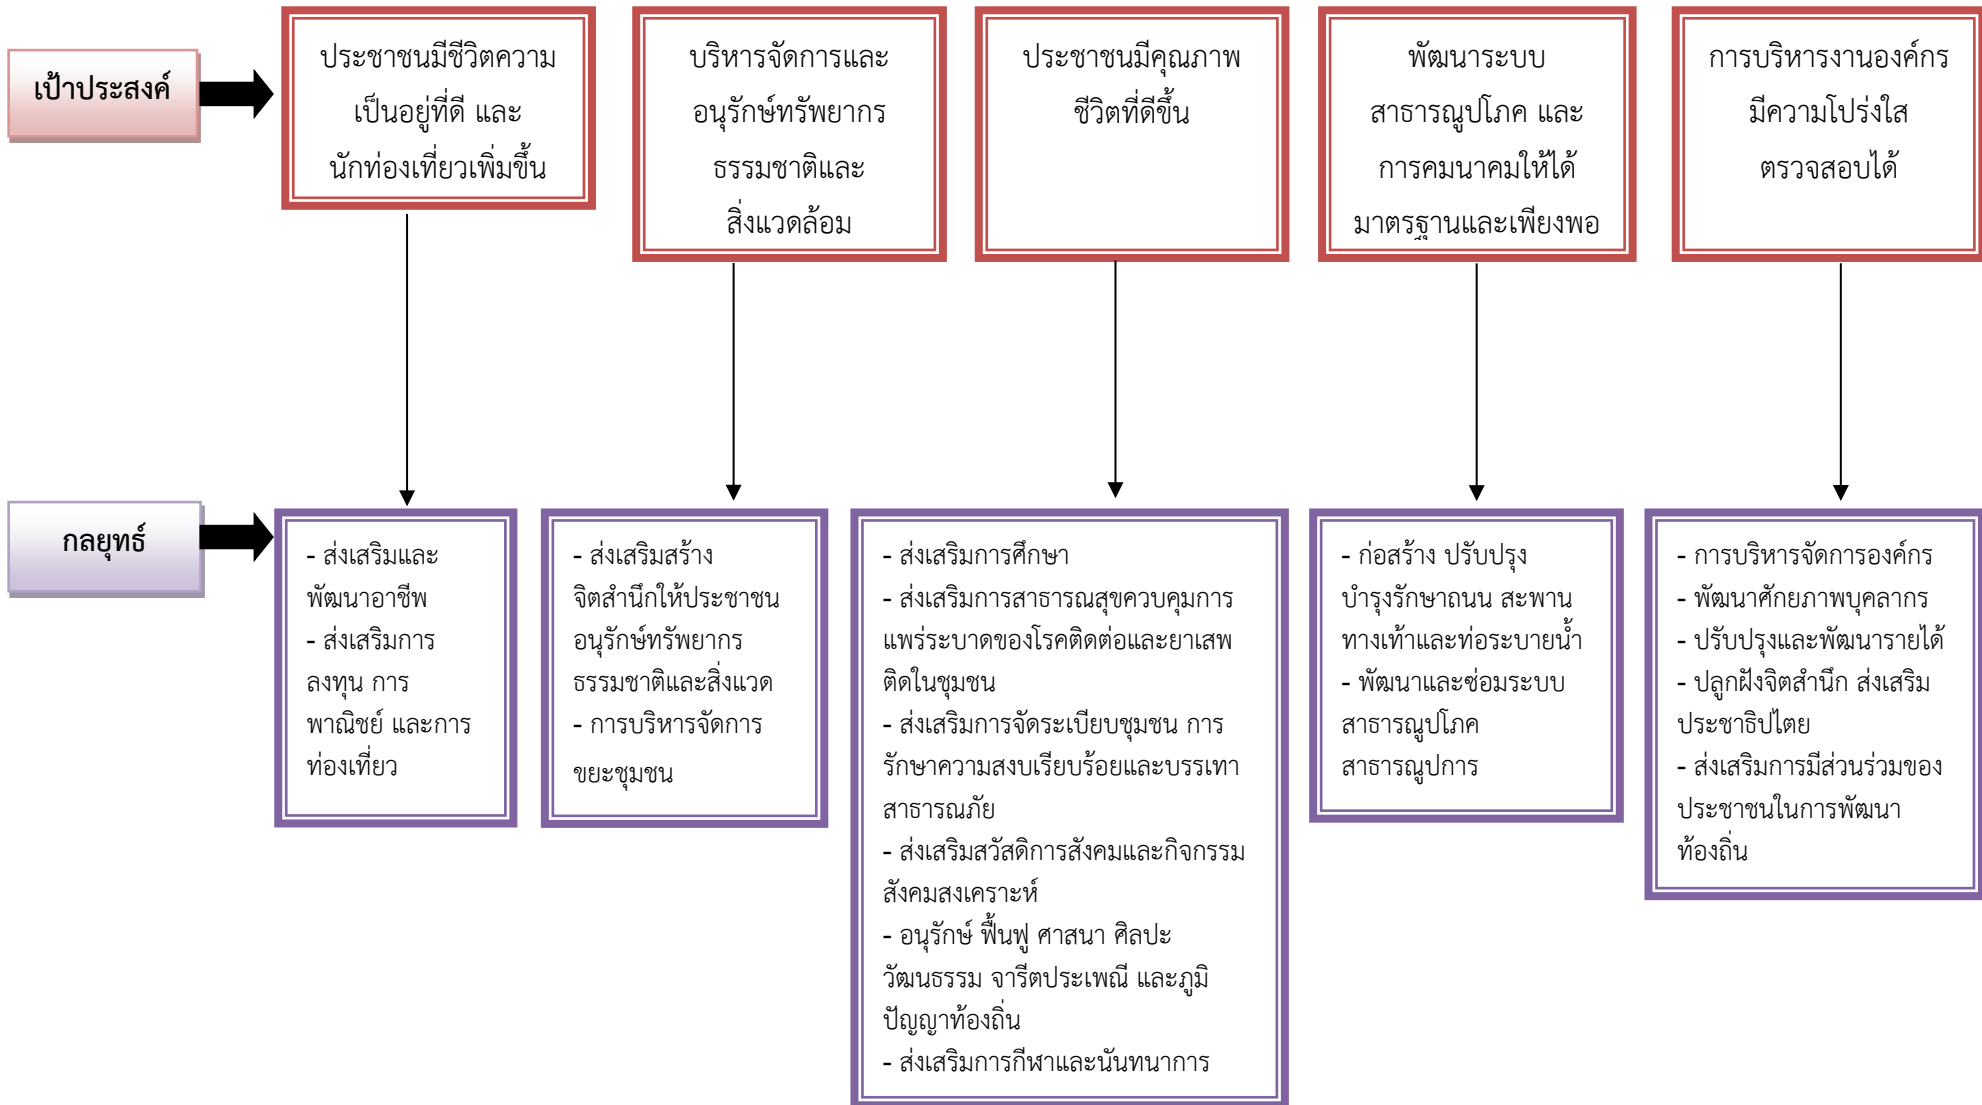 เป้าประสงค์
ประชาชนมีชีวิตความ
เป็นอยู่ที่ดี และ
นักท่องเที่ยวเพิ่มขึ้น
บริหารจัดการและ
อนุรักษ์ทรัพยากร
ธรรมชาติและ
สิ่งแวดล้อม
ประชาชนมีคุณภาพ
ชีวิตที่ดีขึ้น
พัฒนาระบบ
สาธารณูปโภค และ
การคมนาคมให้ได้
มาตรฐานและเพียงพอ
การบริหารงานองค์กร
มีความโปร่งใส
ตรวจสอบได้
กลยุทธ์
- ส่งเสริมและ
พัฒนาอาชีพ
- ส่งเสริมการ
ลงทุน การ
พาณิชย์ และการ
ท่องเที่ยว
- ส่งเสริมสร้าง
จิตสำนึกให้ประชาชน
อนุรักษ์ทรัพยากร
ธรรมชาติและสิ่งแวด
- การบริหารจัดการ
ขยะชุมชน
- ส่งเสริมการศึกษา
- ส่งเสริมการสาธารณสุขควบคุมการ
แพร่ระบาดของโรคติดต่อและยาเสพ
ติดในชุมชน
- ส่งเสริมการจัดระเบียบชุมชน การ
รักษาความสงบเรียบร้อยและบรรเทา
สาธารณภัย
- ส่งเสริมสวัสดิการสังคมและกิจกรรม
สังคมสงเคราะห์
- อนุรักษ์ ฟื้นฟู ศาสนา ศิลปะ
วัฒนธรรม จารีตประเพณี และภูมิ
ปัญญาท้องถิ่น
- ส่งเสริมการกีฬาและนันทนาการ
- ก่อสร้าง ปรับปรุง
บำรุงรักษาถนน สะพาน
ทางเท้าและท่อระบายน้ำ
- พัฒนาและซ่อมระบบ
สาธารณูปโภค
สาธารณูปการ
- การบริหารจัดการองค์กร
- พัฒนาศักยภาพบุคลากร
- ปรับปรุงและพัฒนารายได้
- ปลูกฝังจิตสำนึก ส่งเสริม
ประชาธิปไตย
- ส่งเสริมการมีส่วนร่วมของ
ประชาชนในการพัฒนา
ท้องถิ่น